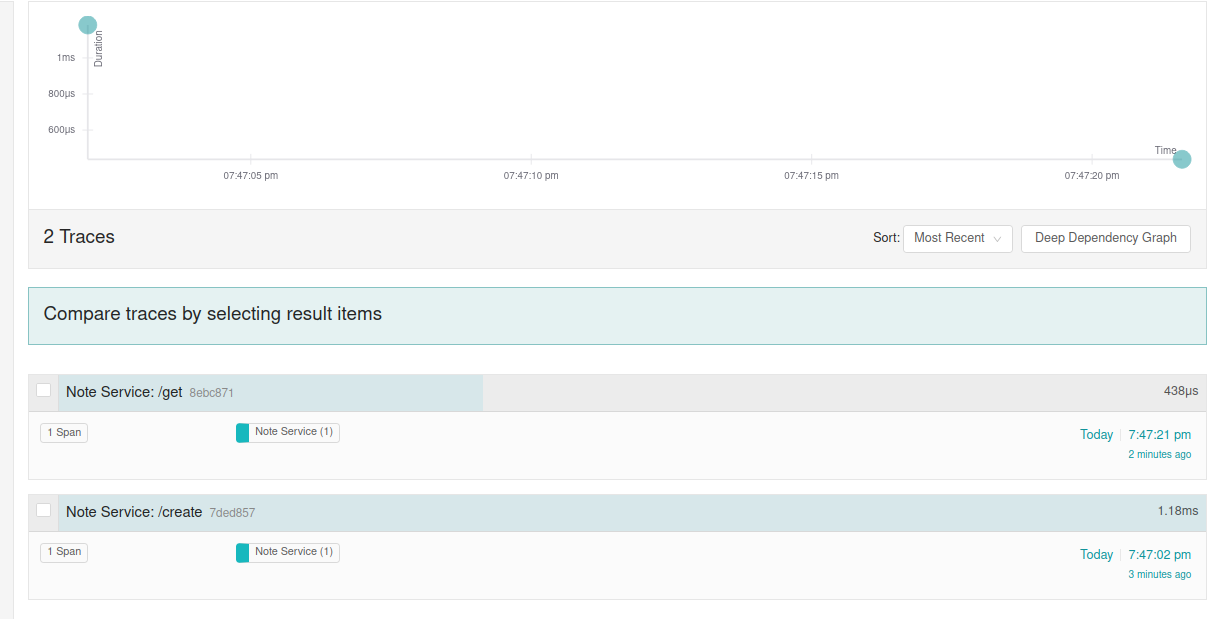 Duration
1ms
800μs
600μs
Time
07:47:05 pm 07:47:10 pm 07:47:15 pm 07:47:20 pm
2 Traces Sort: Most Recent Deep Dependency Graph
Compare traces by selecting result items
Note Service: /get 8ebc871 438μs
1 Span Note Service (1) Today 7:47:21 pm
2 minutes ago
Note Service: /create 7ded857 1.18ms
1 Span Note Service (1) Today 7:47:02 pm
3 minutes ago